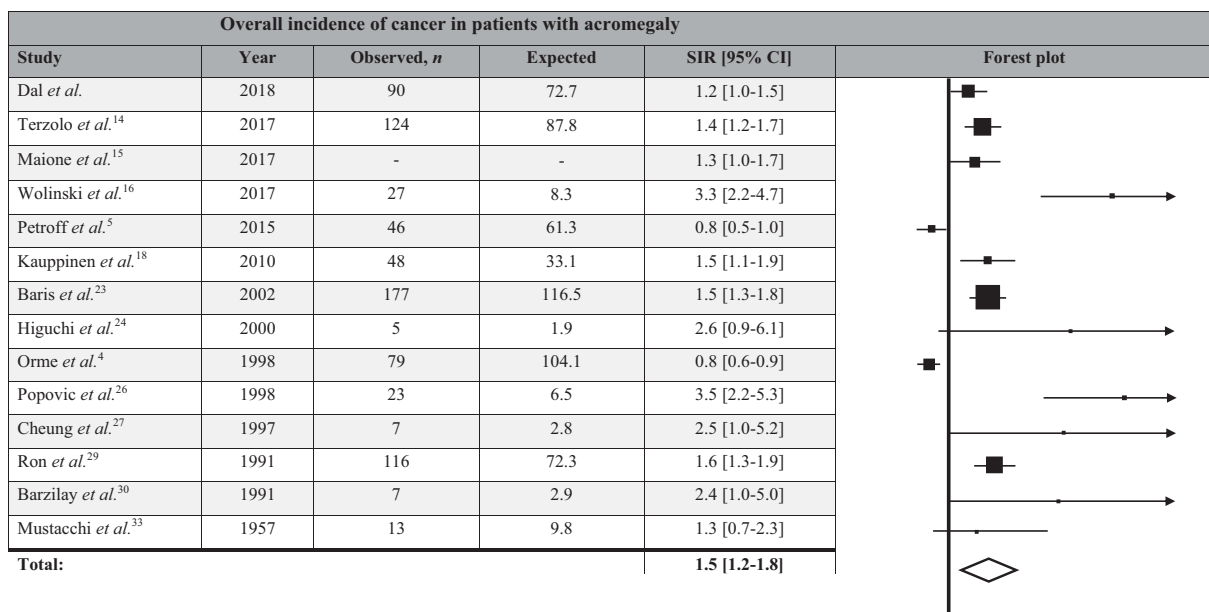 Overall incidence of cancer in patients with acromegaly
Study Year Observed, n Expected SIR [95% CI] Forest plot
Dal et al. 2018 90 72.7 1.2 [1.0-1.5]
Terzolo et al.14 2017 124 87.8 1.4 [1.2-1.7]
Maione et al.15 2017 - - 1.3 [1.0-1.7]
Wolinski et al.16 2017 27 8.3 3.3 [2.2-4.7]
Petroff et al.5 2015 46 61.3 0.8 [0.5-1.0]
Kauppinen et al.18 2010 48 33.1 1.5 [1.1-1.9]
Baris et al.23 2002 177 116.5 1.5 [1.3-1.8]
Higuchi et al.24 2000 5 1.9 2.6 [0.9-6.1]
Orme et al.4 1998 79 104.1 0.8 [0.6-0.9]
Popovic et al.26 1998 23 6.5 3.5 [2.2-5.3]
Cheung et al.27 1997 7 2.8 2.5 [1.0-5.2]
Ron et al.29 1991 116 72.3 1.6 [1.3-1.9]
Barzilay et al.30 1991 7 2.9 2.4 [1.0-5.0]
Mustacchi et al.33 1957 13 9.8 1.3 [0.7-2.3]
Total: 1.5 [1.2-1.8]